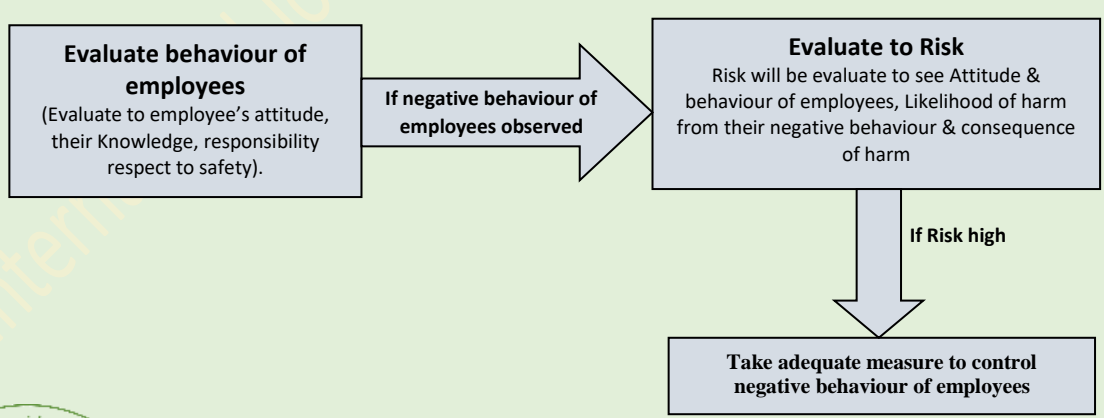 Evaluate behaviour of
employees
(Evaluate to employee's attitude,
their Knowledge, responsibility
respect to safety).
If negative behaviour of
employees observed
Evaluate to Risk
Risk will be evaluate to see Attitude &
behaviour of employees, Likelihood of harm
from their negative behaviour & consequence
of harm
If Risk high
Take adequate measure to control
negative behaviour of employees